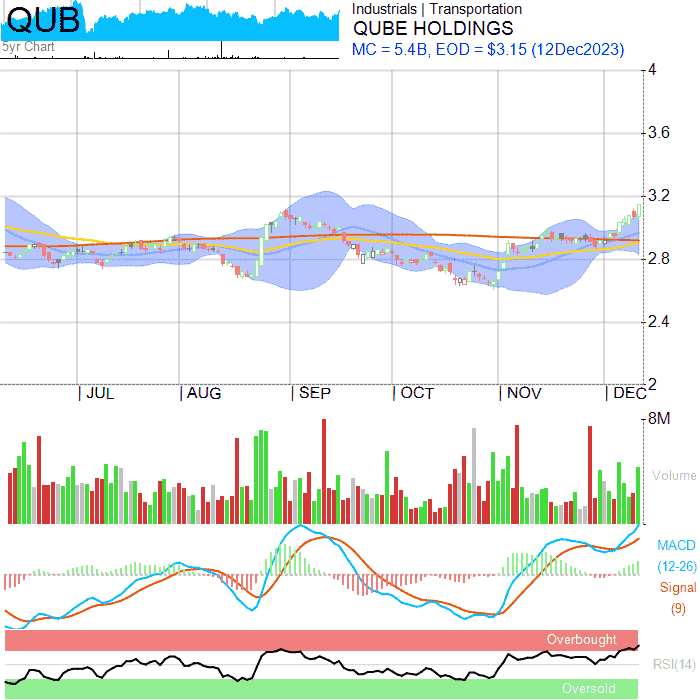 QUB
5yr Chart
Industrials | Transportation
QUBE HOLDINGS
MC = 5.4B, EOD = $3.15 (12Dec2023)
4
3.6
3.2
2.8
2.4
2
JUL AUG SEP OCT NOV DEC
8M
Volume
MACD
(12-26)
Signal
(9)
Overbought
RSI(14)
Oversold